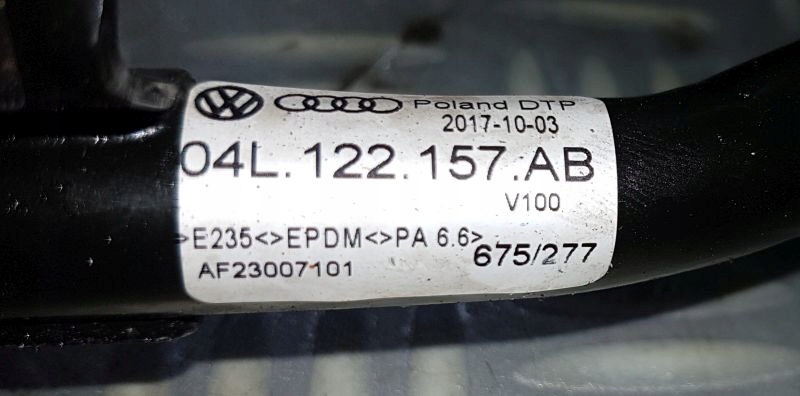 Poland DTP
2017-10-03
04L.122.157.AB
V100
>E235<>EPDM<>PA 6.6>
675/277
AF23007101